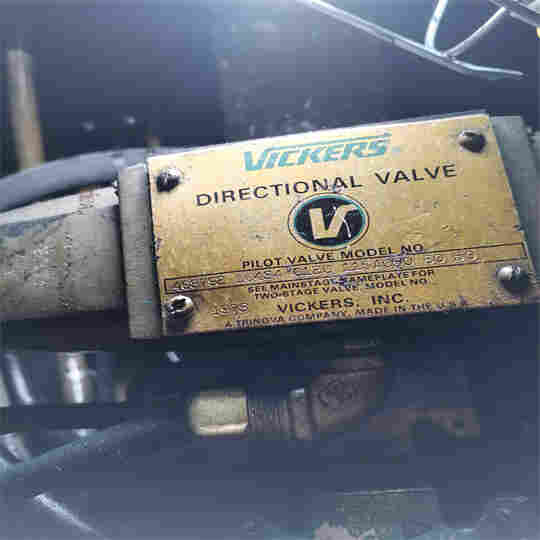 VICKERS
DIRECTIONAL VALVE
V
PILOT VALVE MODEL NO.
SEE MAINSTAGE NAMEPLATE FOR
TWO-STAGE VALVE MODEL NO.
VICKERS, INC.
A TRINOVA COMPANY, MADE IN THE U.S.A.